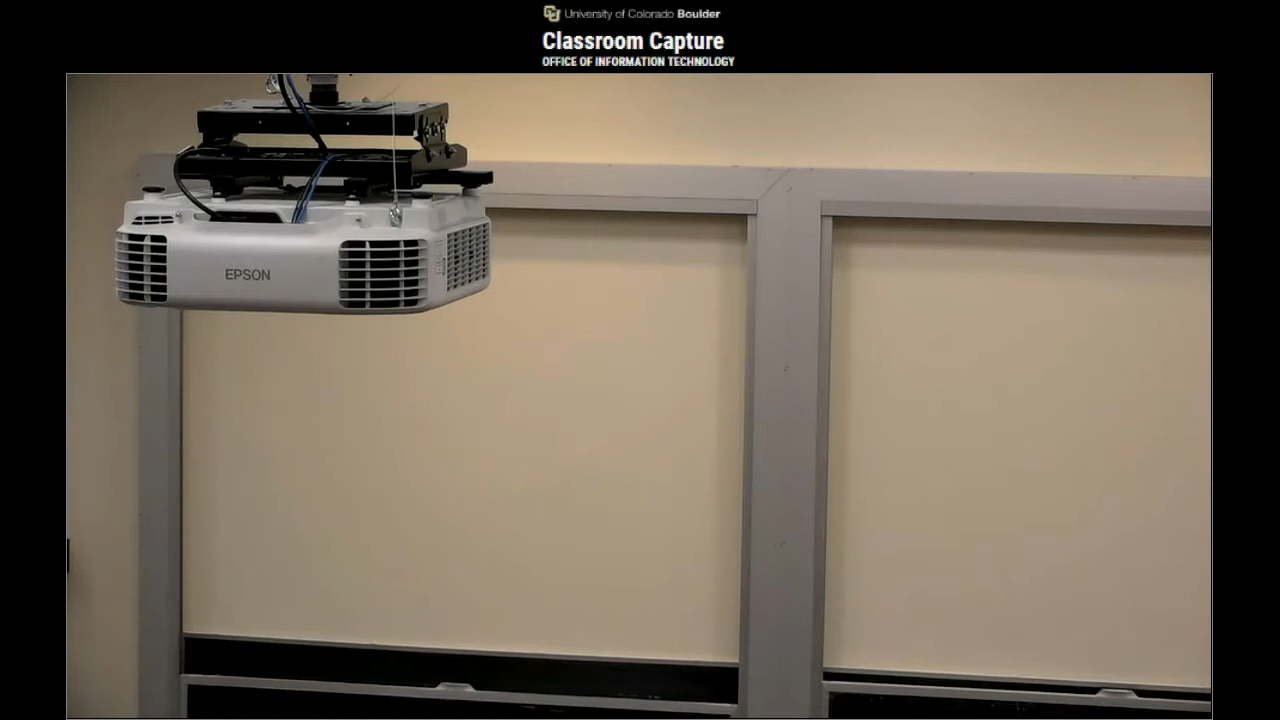 University of Colorado Boulder
Classroom Capture
OFFICE OF INFORMATION TECHNOLOGY
EPSON